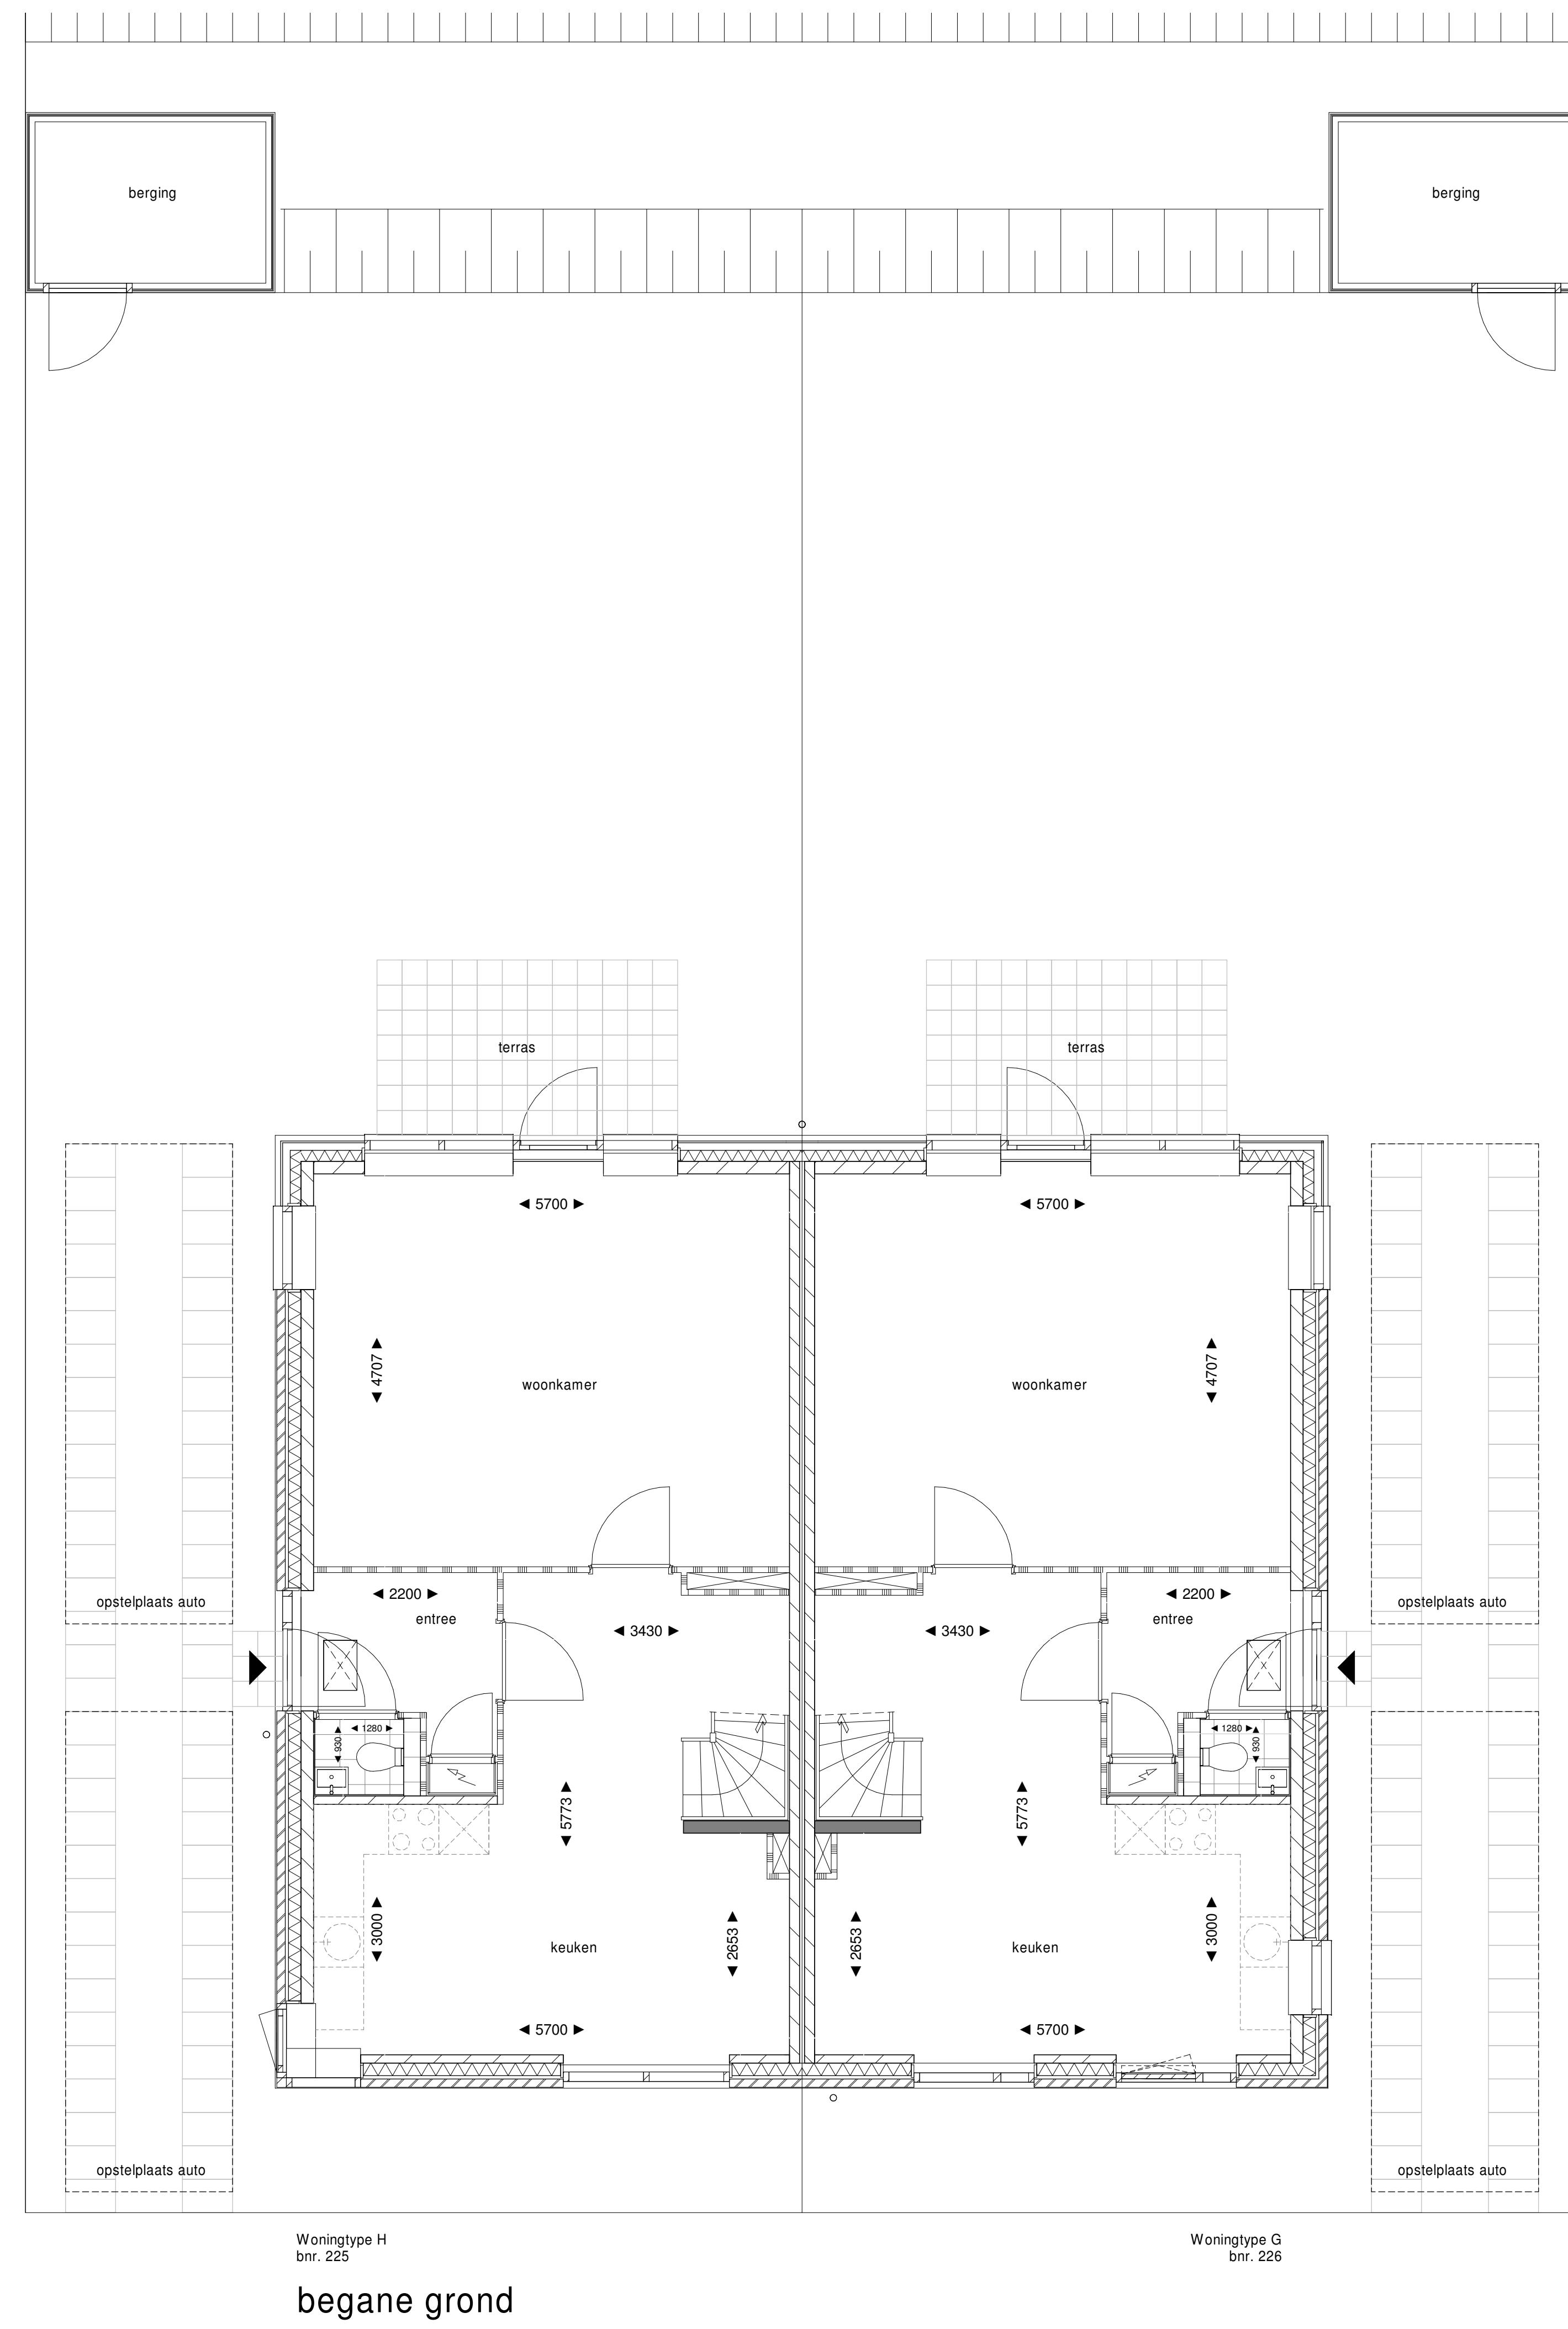 berging
berging
terras
terras
5700
5700
4707
4707
woonkamer
woonkamer
2200
2200
opstelplaats auto
entree
entree
opstelplaats auto
3430
3430
1280
930
1280
930
5773
5773
3000
2653
2653
3000
keuken
keuken
5700
5700
opstelplaats auto
opstelplaats auto
Woningtype H
bnr. 225
Woningtype G
bnr. 226
begane grond